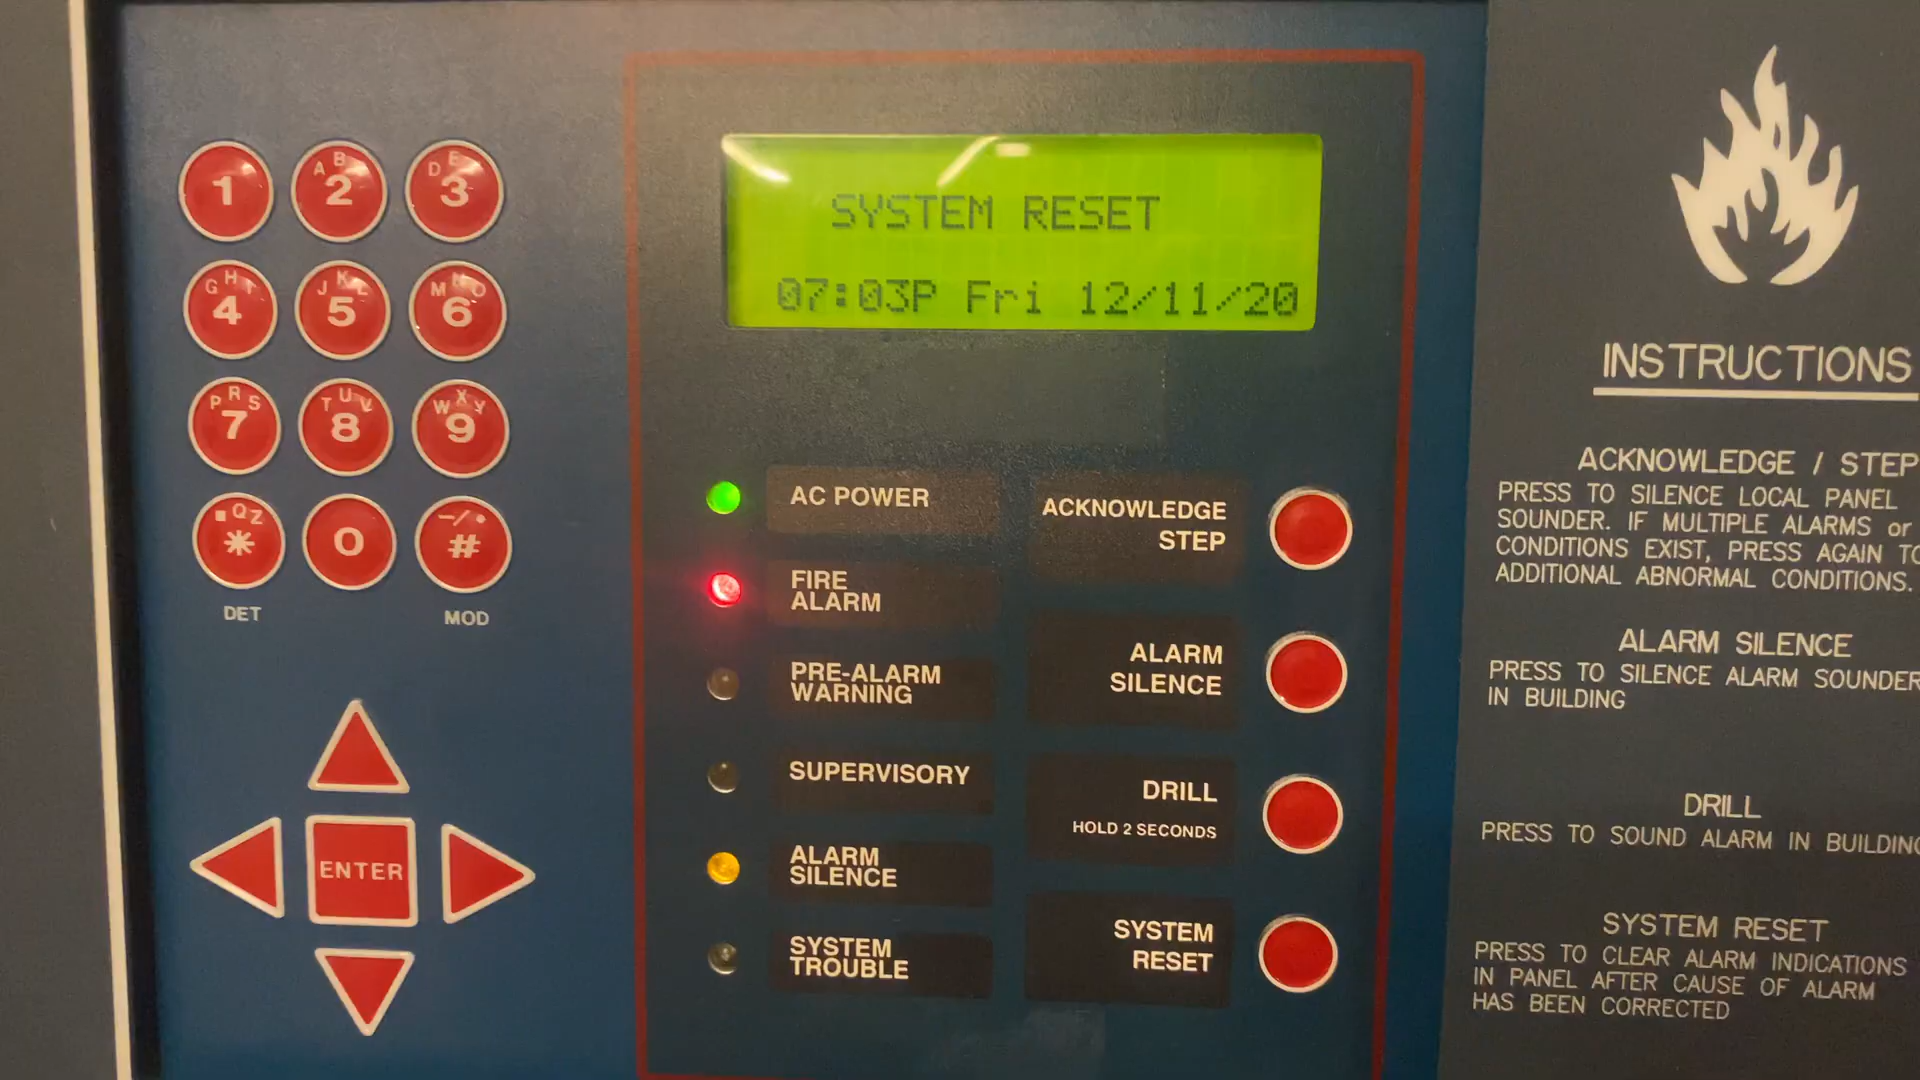 SYSTEM RESET
07:03P Fri 12/11/20
1
A B
2
D E
3
G H I
4
J K L
5
M N O
6
P R S
7
T U V
8
W X Y
9
QZ
*
0
-/•
#
DET
MOD
ENTER
AC POWER
FIRE
ALARM
PRE-ALARM
WARNING
SUPERVISORY
ALARM
SILENCE
SYSTEM
TROUBLE
ACKNOWLEDGE
STEP
ALARM
SILENCE
DRILL
HOLD 2 SECONDS
SYSTEM
RESET
INSTRUCTIONS
ACKNOWLEDGE / STEP
PRESS TO SILENCE LOCAL PANEL
SOUNDER. IF MULTIPLE ALARMS or
CONDITIONS EXIST, PRESS AGAIN TO
ADDITIONAL ABNORMAL CONDITIONS.
ALARM SILENCE
PRESS TO SILENCE ALARM SOUNDER
IN BUILDING
DRILL
PRESS TO SOUND ALARM IN BUILDING
SYSTEM RESET
PRESS TO CLEAR ALARM INDICATIONS
IN PANEL AFTER CAUSE OF ALARM
HAS BEEN CORRECTED